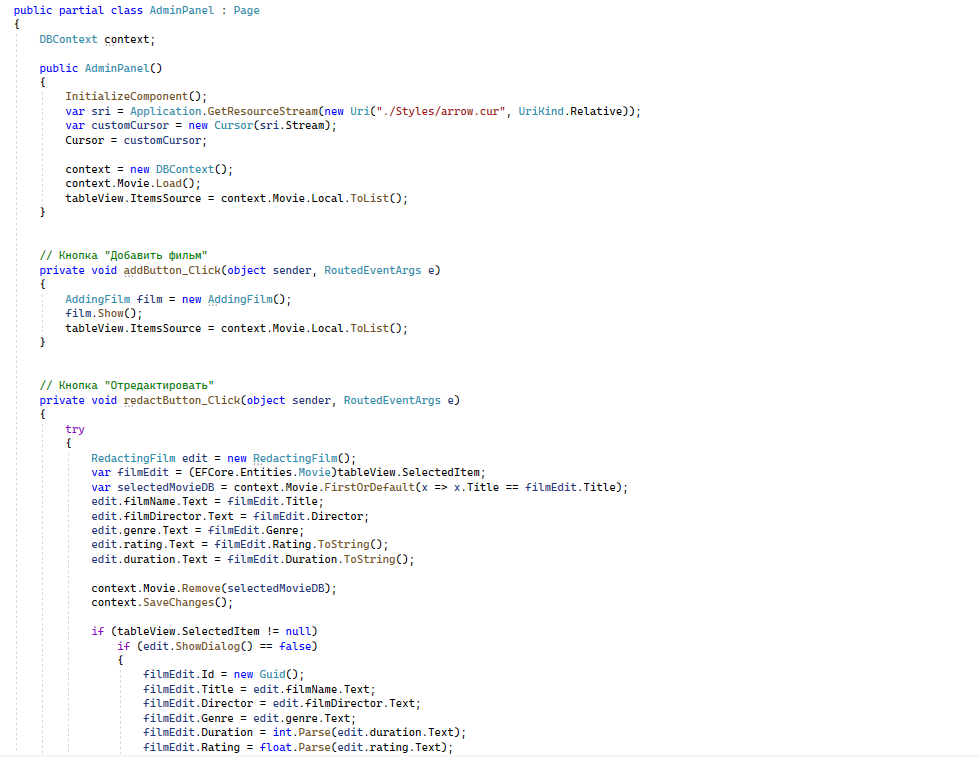 public partial class AdminPanel : Page
{
DBContext context;
public AdminPanel()
{
InitializeComponent();
var sri = Application.GetResourceStream(new Uri("./Styles/arrow.cur", UriKind.Relative));
var customCursor = new Cursor(sri.Stream);
Cursor = customCursor;
context = new DBContext();
context.Movie.Load();
tableView.ItemsSource = context.Movie.Local.ToList();
}
// Кнопка "Добавить фильм"
private void addButton_Click(object sender, RoutedEventArgs e)
{
AddingFilm film = new AddingFilm();
film.Show();
tableView.ItemsSource = context.Movie.Local.ToList();
}
// Кнопка "Отредактировать"
private void redactButton_Click(object sender, RoutedEventArgs e)
{
try
{
RedactingFilm edit = new RedactingFilm();
var filmEdit = (EFCore.Entities.Movie)tableView.SelectedItem;
var selectedMovieDB = context.Movie.FirstOrDefault(x => x.Title == filmEdit.Title);
edit.filmName.Text = filmEdit.Title;
edit.filmDirector.Text = filmEdit.Director;
edit.genre.Text = filmEdit.Genre;
edit.rating.Text = filmEdit.Rating.ToString();
edit.duration.Text = filmEdit.Duration.ToString();
context.Movie.Remove(selectedMovieDB);
context.SaveChanges();
if (tableView.SelectedItem != null)
if (edit.ShowDialog() == false)
{
filmEdit.Id = new Guid();
filmEdit.Title = edit.filmName.Text;
filmEdit.Director = edit.filmDirector.Text;
filmEdit.Genre = edit.genre.Text;
filmEdit.Duration = int.Parse(edit.duration.Text);
filmEdit.Rating = float.Parse(edit.rating.Text);